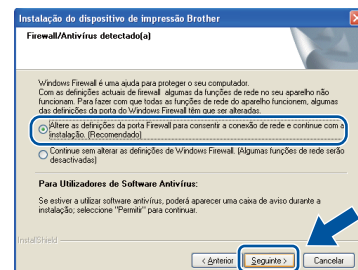 Instalação do dispositivo de impressão Brother
Firewall/Antivírus detectado(a)
Windows Firewall é uma ajuda para proteger o seu computador.
Com as definições actuais de firewall algumas da funções de rede no seu aparelho não
funcionam. Para fazer com que todas as funções de rede do aparelho funcionem, algumas
das definições da porta do Windows Firewall têm que ser alteradas.
Altere as definições da porta Firewall para consentir a conexão de rede e continue com a
instalação. (Recomendado)
Continue sem alterar as definições de Windows Firewall. (Algumas funções de rede serão
desactivadas)
Para Utilizadores de Software Antivírus:
Se estiver a utilizar software antivírus, poderá aparecer uma caixa de aviso durante a
instalação; seleccione "Permitir" para continuar.
InstallShield
< Anterior Seguinte > Cancelar